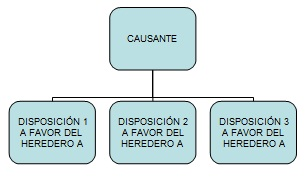 CAUSANTE
DISPOSICIÓN 1
A FAVOR DEL
HEREDERO A
DISPOSICIÓN 2
A FAVOR DEL
HEREDERO A
DISPOSICIÓN 3
A FAVOR DEL
HEREDERO A